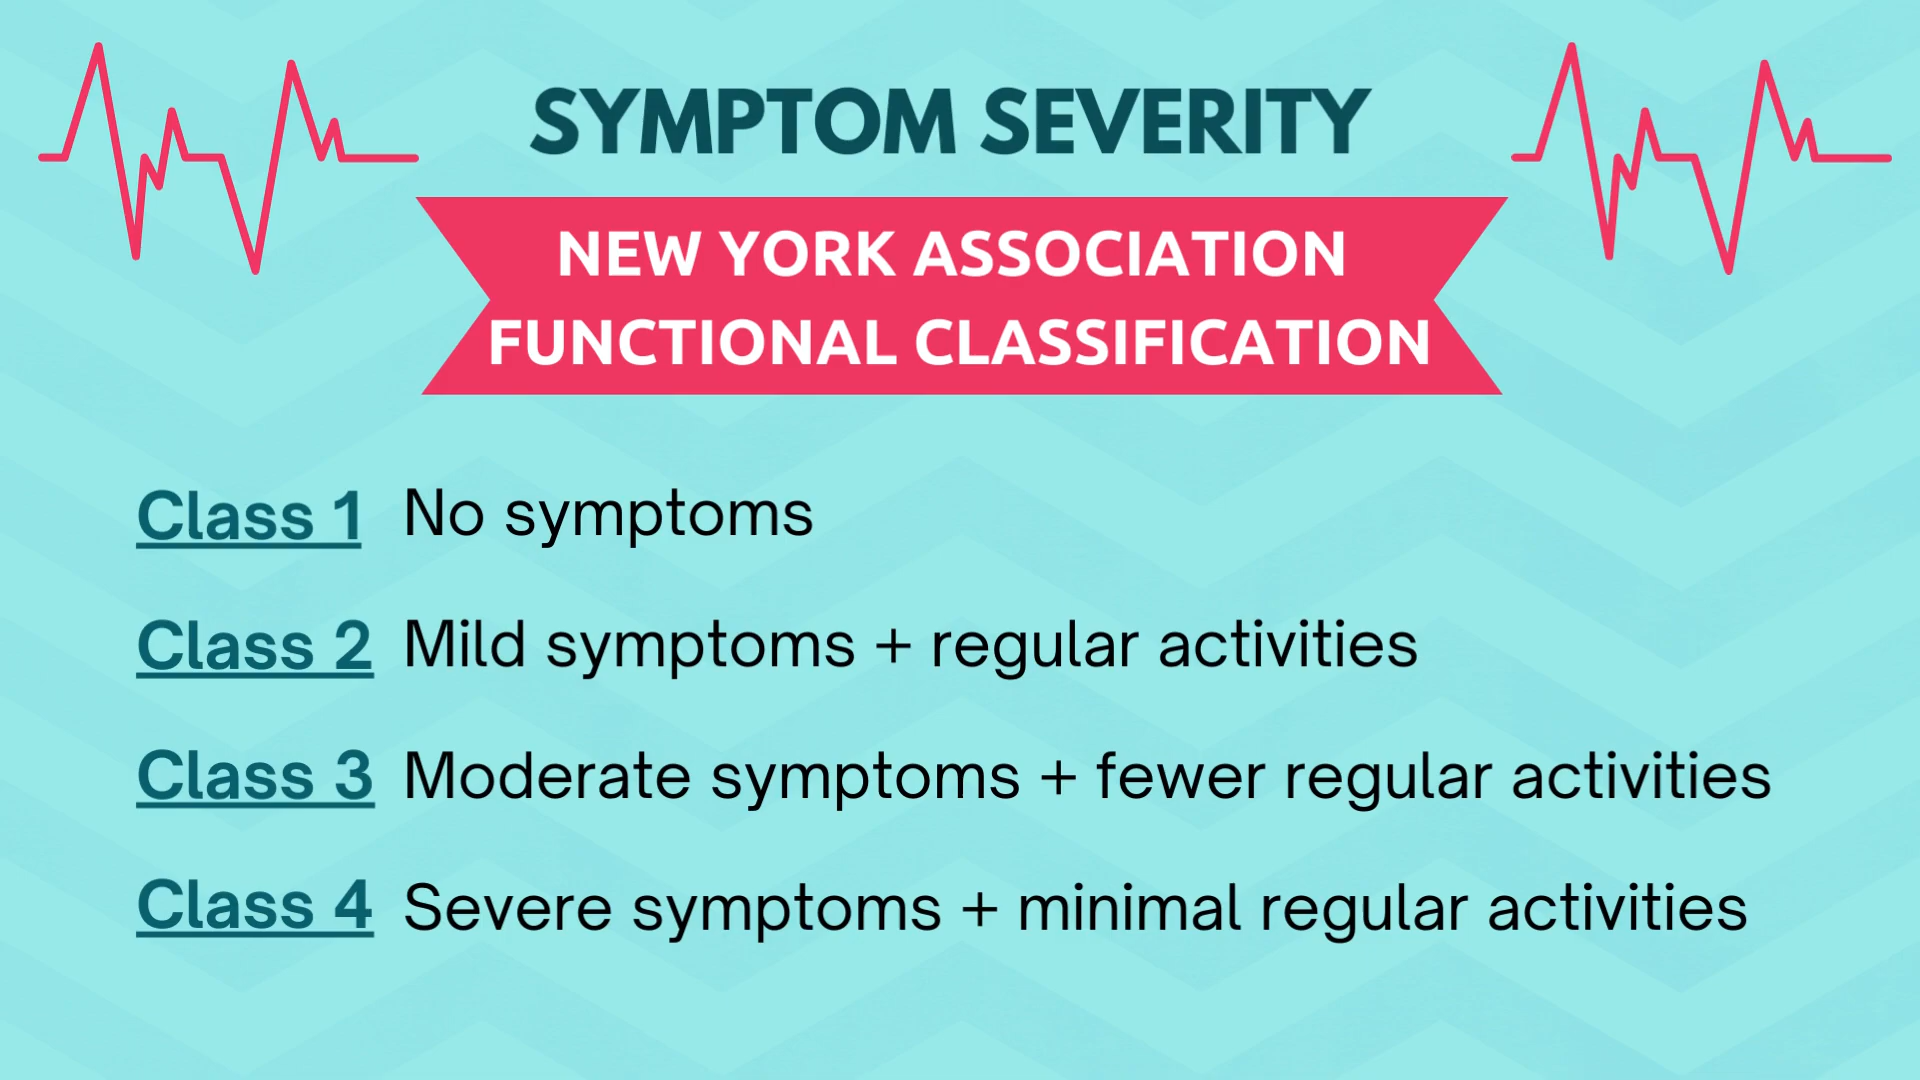 SYMPTOM SEVERITY
NEW YORK ASSOCIATION
FUNCTIONAL CLASSIFICATION
Class 1 No symptoms
Class 2 Mild symptoms + regular activities
Class 3 Moderate symptoms + fewer regular activities
Class 4 Severe symptoms + minimal regular activities